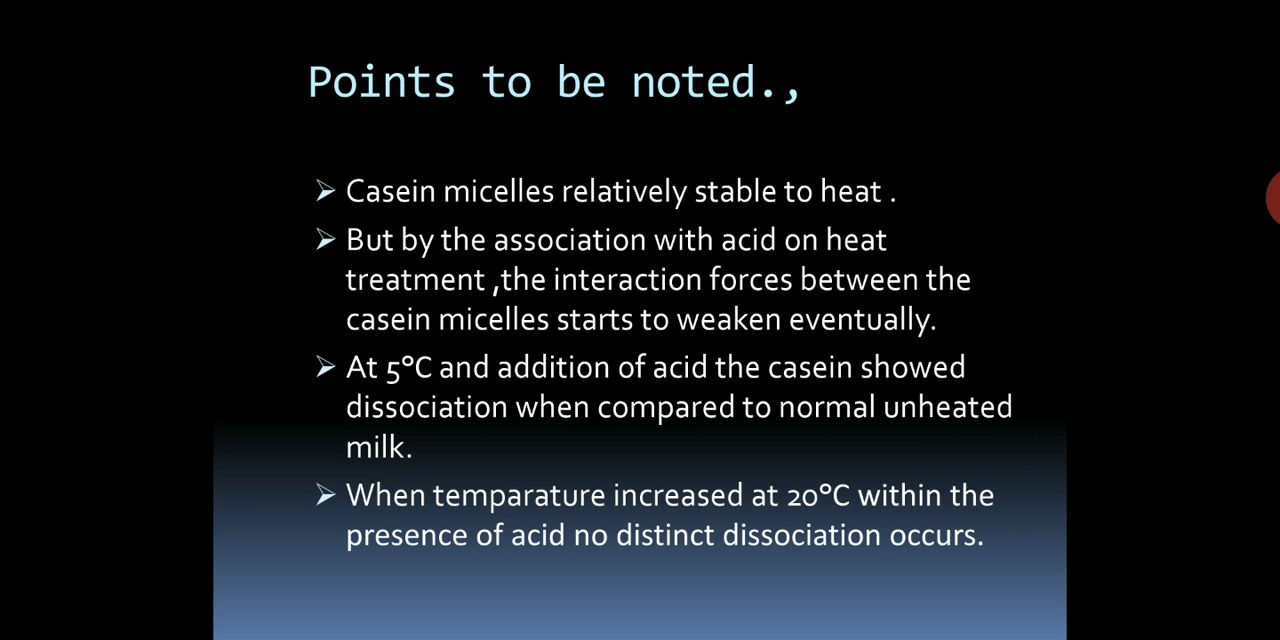 Points to be noted.,
Casein micelles relatively stable to heat .
But by the association with acid on heat
treatment ,the interaction forces between the
casein micelles starts to weaken eventually.
At 5°C and addition of acid the casein showed
dissociation when compared to normal unheated
milk.
When temparature increased at 20°C within the
presence of acid no distinct dissociation occurs.